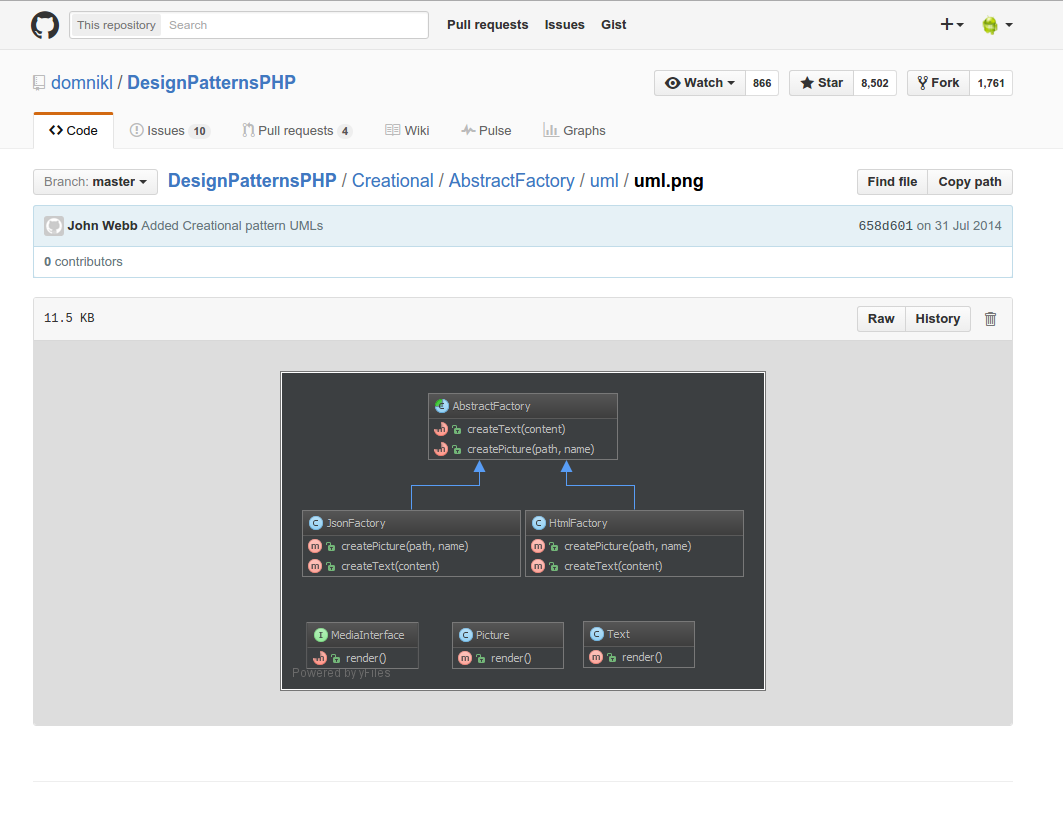 This repository Search Pull requests Issues Gist
domnikl / DesignPatternsPHP Watch 866 Star 8,502 Fork 1,761
Code Issues 10 Pull requests 4 Wiki Pulse Graphs
Branch: master DesignPatternsPHP / Creational / AbstractFactory / uml / uml.png Find file Copy path
John Webb Added Creational pattern UMLs 658d601 on 31 Jul 2014
0 contributors
11.5 KB Raw History
C AbstractFactory
m createText(content)
m createPicture(path, name)
C JsonFactory
m createPicture(path, name)
m createText(content)
C HtmlFactory
m createPicture(path, name)
m createText(content)
I MediaInterface
m render()
C Picture
m render()
C Text
m render()
Powered by yFiles